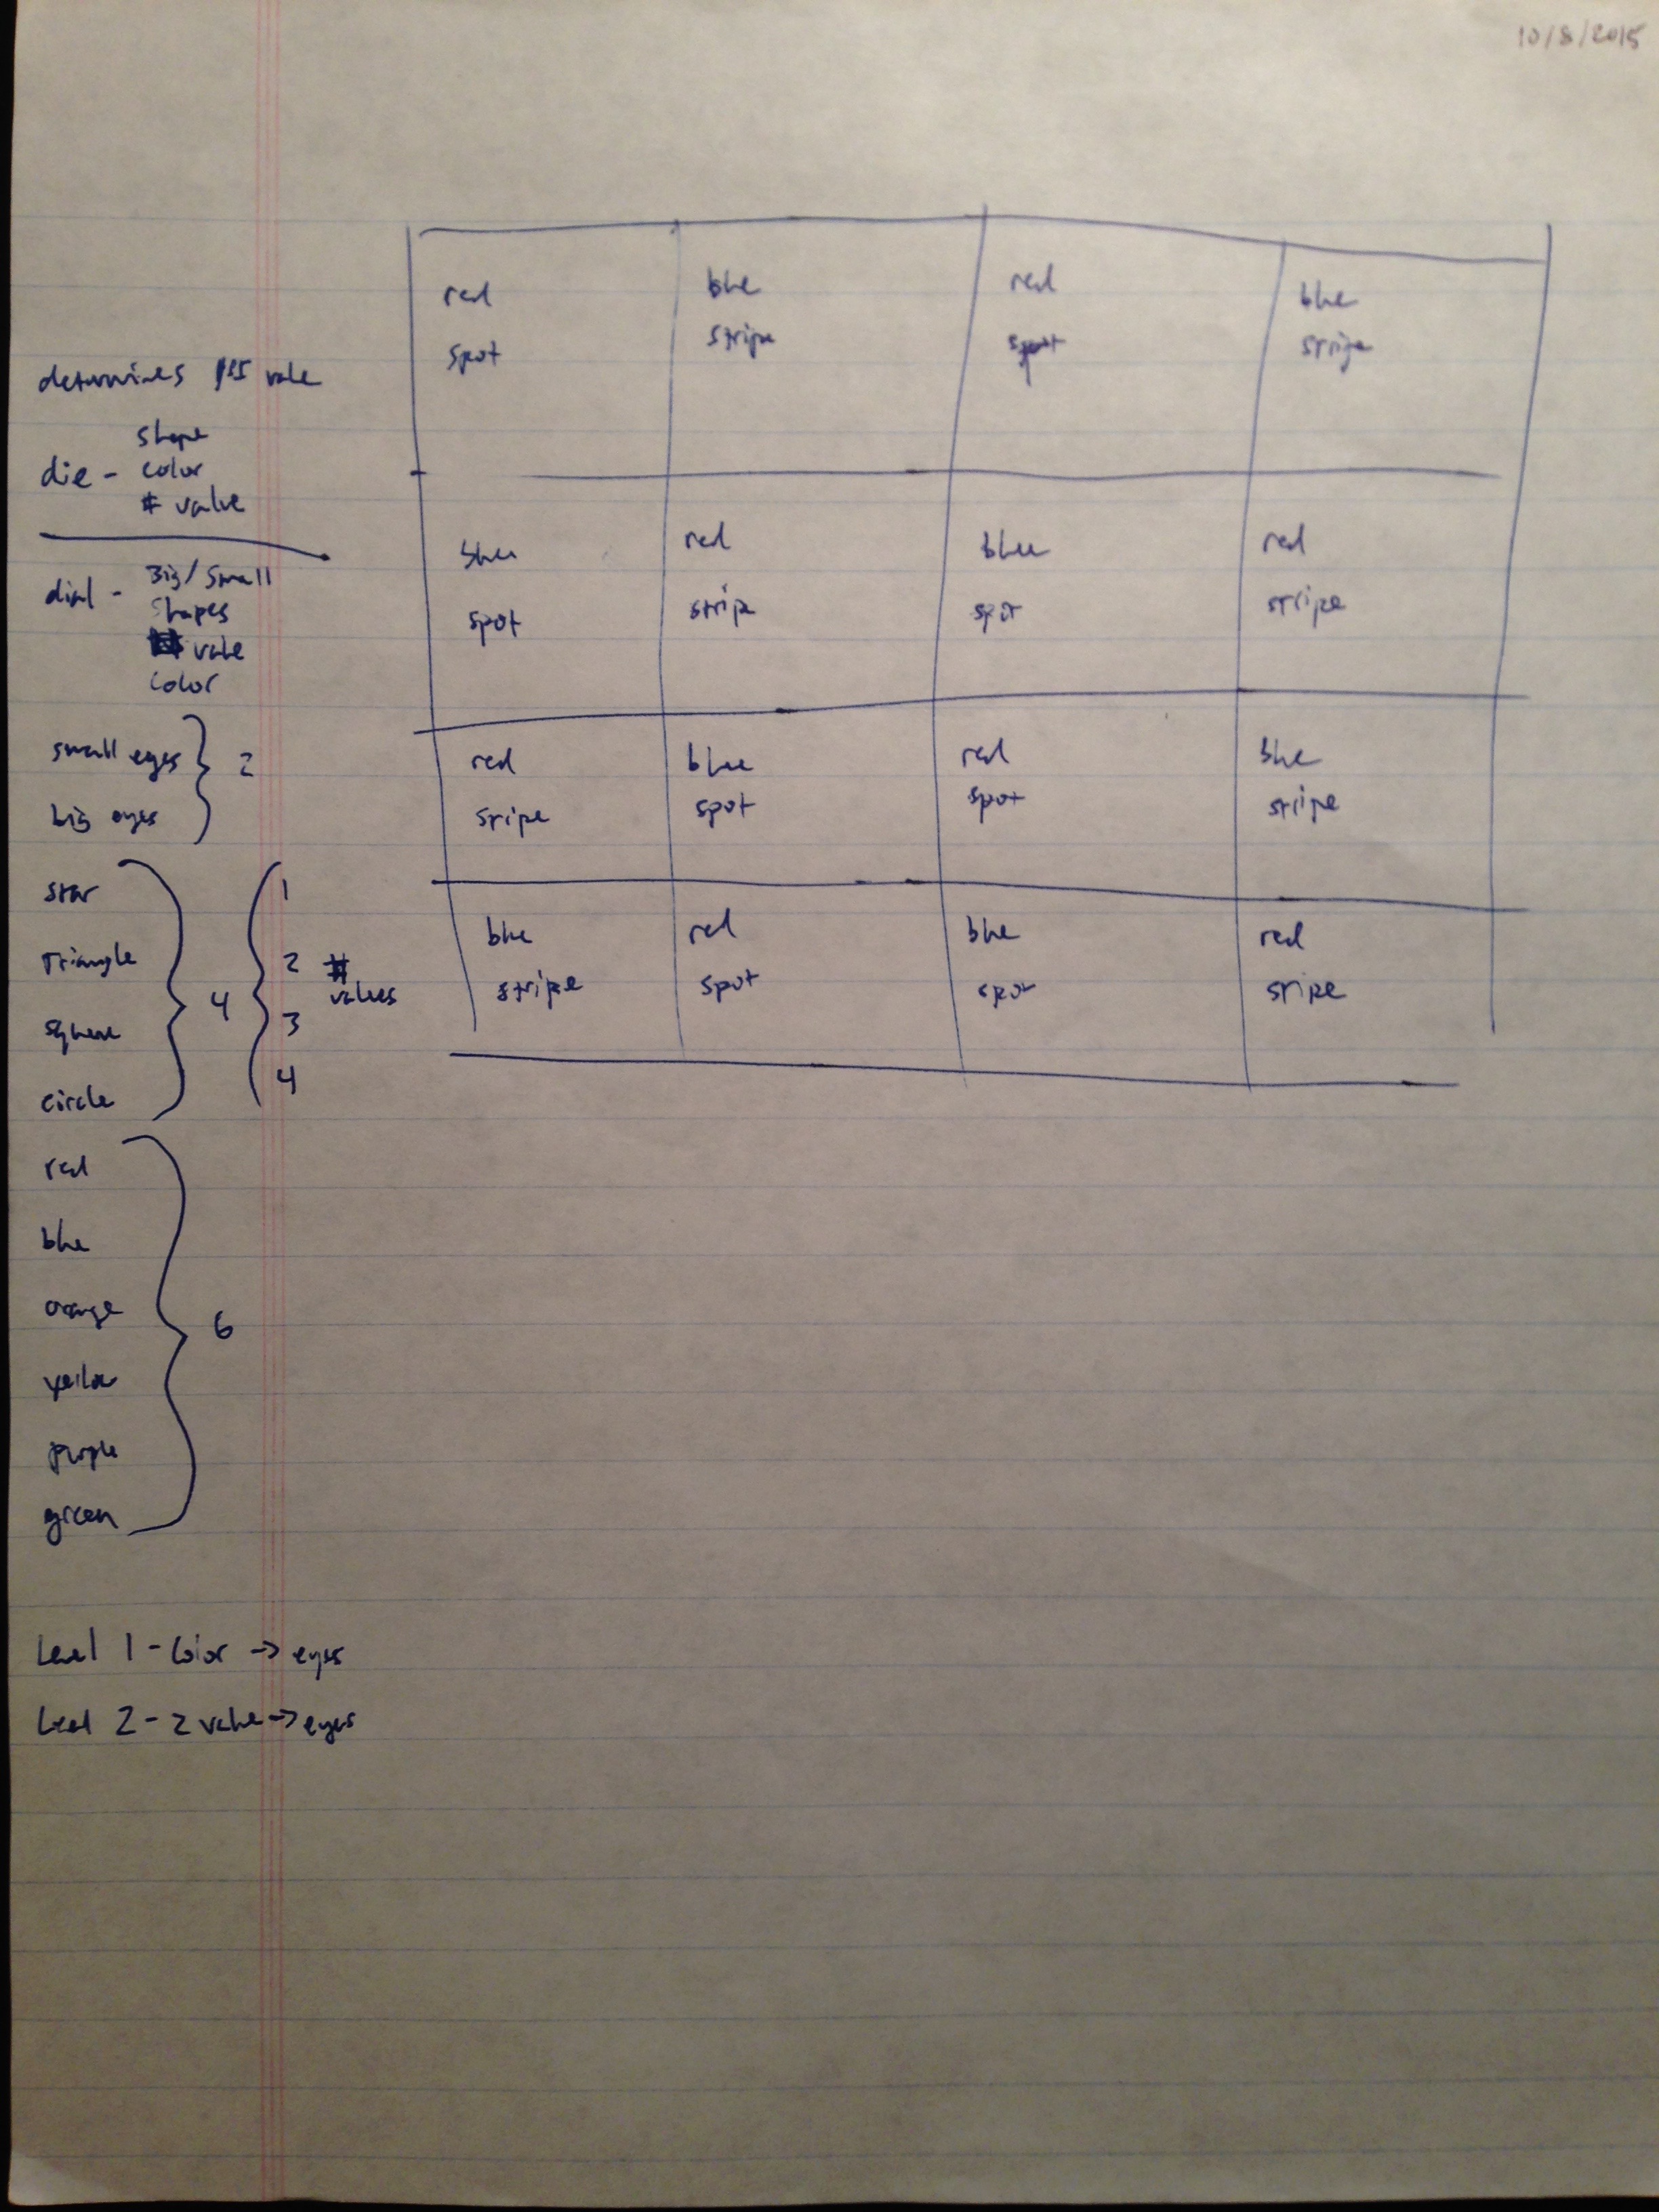 10/8/2015
red blue red blue
spot stripe spot stripe
determines value
shape
die - color
# value
blue red blue red
spot stripe spot stripe
dial - Big/Small
Shapes
value
Color
small eyes 2
big eyes
red blue red blue
stripe spot spot stripe
star 1
Triangle 2 #
4 values
square 3
circle 4
blue red blue red
stripe spot spot stripe
red
blue
orange
6
yellow
purple
green
Level 1 - Color -> eyes
Level 2 - 2 value -> eyes